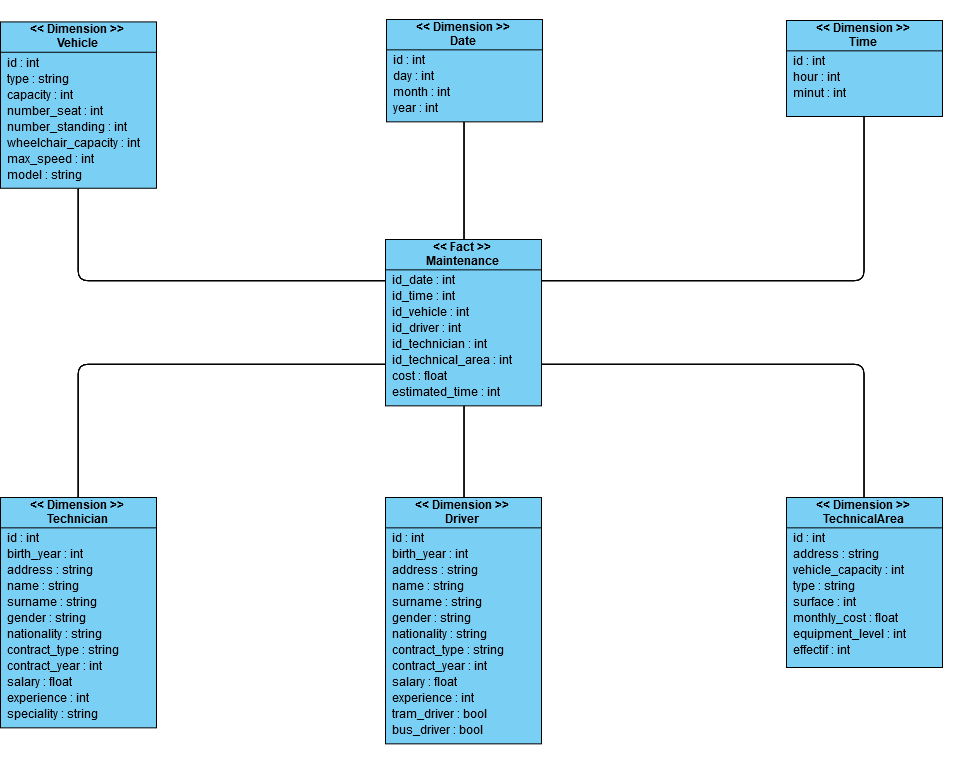 << Dimension >>
Vehicle
id : int
type : string
capacity : int
number_seat : int
number_standing : int
wheelchair_capacity : int
max_speed : int
model : string
<< Dimension >>
Date
id : int
day : int
month : int
year : int
<< Dimension >>
Time
id : int
hour : int
minut : int
<< Fact >>
Maintenance
id_date : int
id_time : int
id_vehicle : int
id_driver : int
id_technician : int
id_technical_area : int
cost : float
estimated_time : int
<< Dimension >>
Technician
id : int
birth_year : int
address : string
name : string
surname : string
gender : string
nationality : string
contract_type : string
contract_year : int
salary : float
experience : int
speciality : string
<< Dimension >>
Driver
id : int
birth_year : int
address : string
name : string
surname : string
gender : string
nationality : string
contract_type : string
contract_year : int
salary : float
experience : int
tram_driver : bool
bus_driver : bool
<< Dimension >>
TechnicalArea
id : int
address : string
vehicle_capacity : int
type : string
surface : int
monthly_cost : float
equipment_level : int
effectif : int